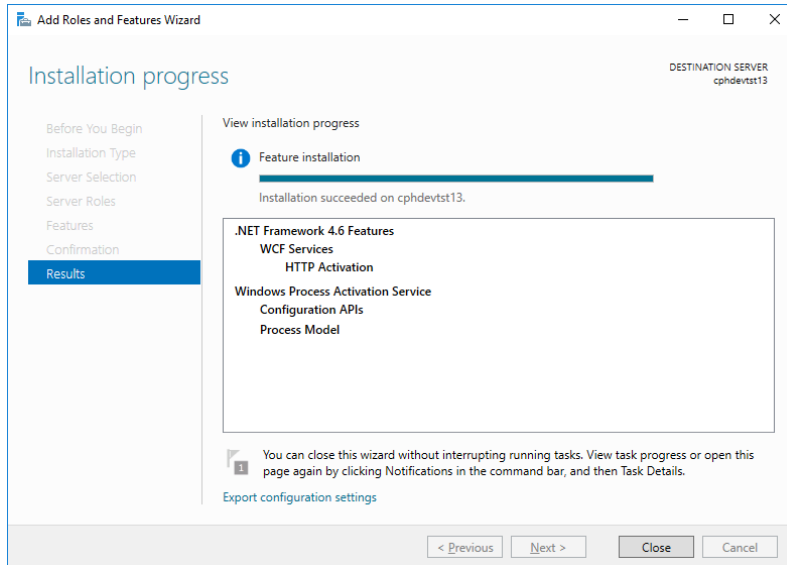 Add Roles and Features Wizard
Installation progress
DESTINATION SERVER
cphdevtst13
Before You Begin
Installation Type
Server Selection
Server Roles
Features
Confirmation
Results
View installation progress
Feature installation
Installation succeeded on cphdevtst13.
.NET Framework 4.6 Features
WCF Services
HTTP Activation
Windows Process Activation Service
Configuration APIs
Process Model
1
You can close this wizard without interrupting running tasks. View task progress or open this
page again by clicking Notifications in the command bar, and then Task Details.
Export configuration settings
< Previous
Next >
Close
Cancel